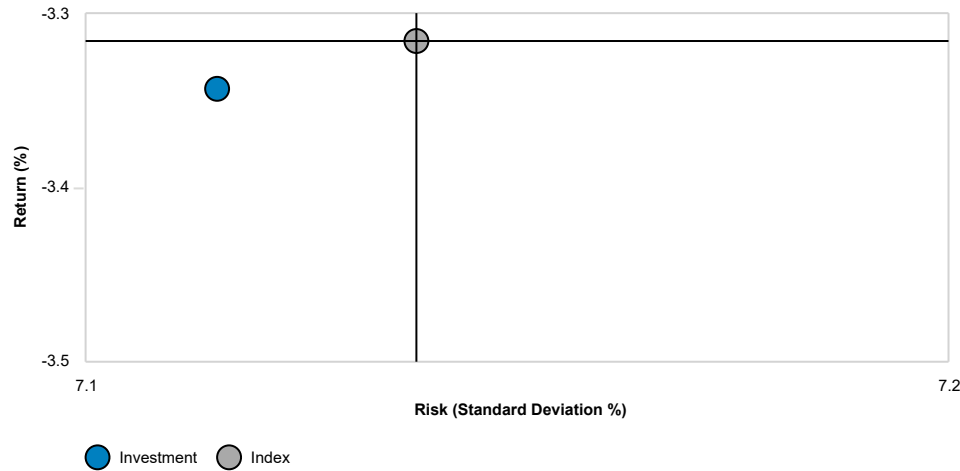 -3.3
-3.4
-3.5
Return (%)
7.1
7.2
Risk (Standard Deviation %)
Investment
Index